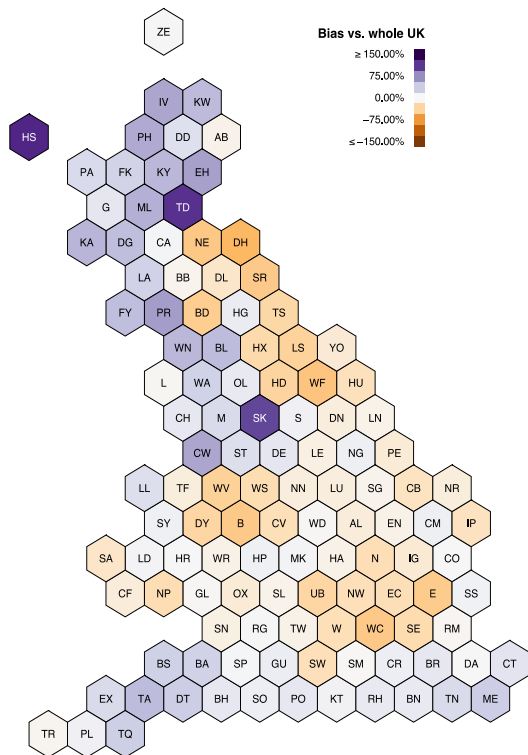 Bias vs. whole UK
≥ 150.00%
75.00%
0.00%
−75.00%
≤ −150.00%
ZE
IV KW
HS PH DD AB
PA FK KY EH
G ML TD
KA DG CA NE DH
LA BB DL SR
FY PR BD HG TS
WN BL HX LS YO
L WA OL HD WF HU
CH M SK S DN LN
CW ST DE LE NG PE
LL TF WV WS NN LU SG CB NR
SY DY B CV WD AL EN CM IP
SA LD HR WR HP MK HA N IG CO
CF NP GL OX SL UB NW EC E SS
SN RG TW W WC SE RM
BS BA SP GU SW SM CR BR DA CT
EX TA DT BH SO PO KT RH BN TN ME
TR PL TQ